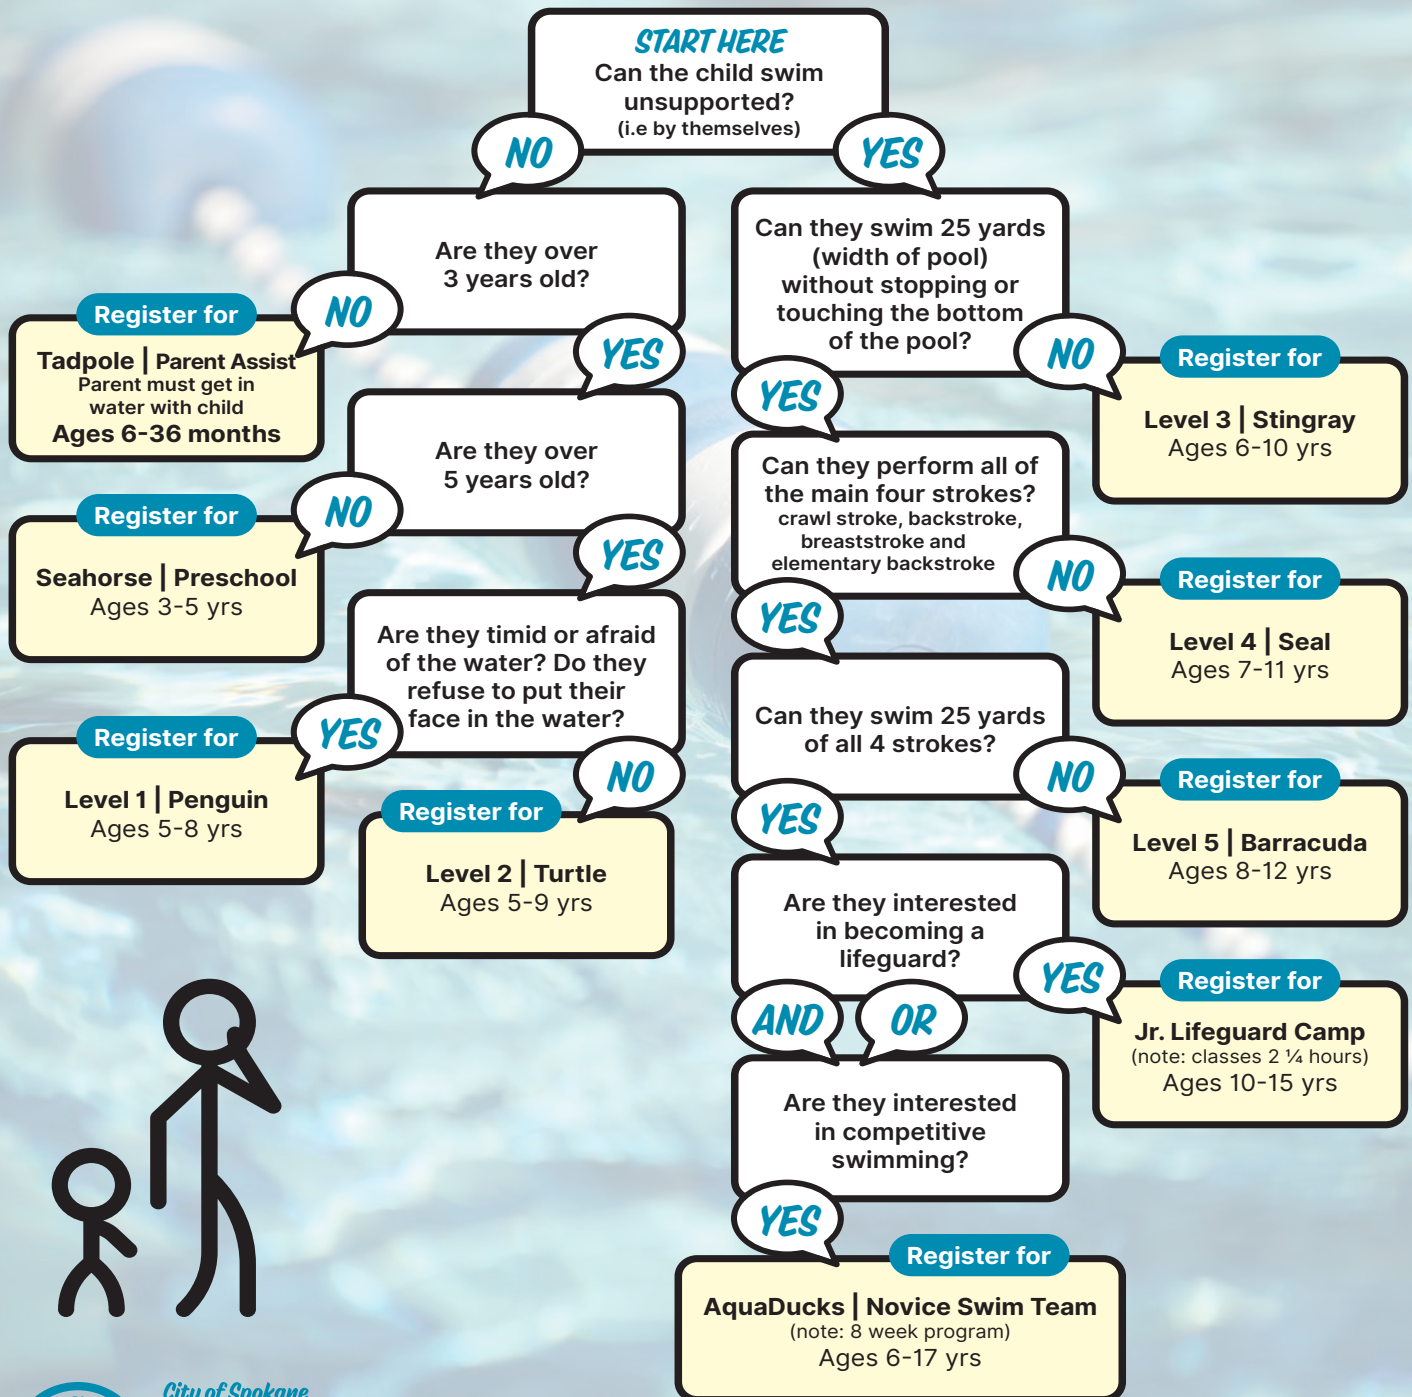 START HERE
Can the child swim
unsupported?
(i.e by themselves)
NO
YES
Are they over
3 years old?
NO
YES
Register for
Tadpole | Parent Assist
Parent must get in
water with child
Ages 6-36 months
Are they over
5 years old?
NO
YES
Register for
Seahorse | Preschool
Ages 3-5 yrs
Are they timid or afraid
of the water? Do they
refuse to put their
face in the water?
YES
NO
Register for
Level 1 | Penguin
Ages 5-8 yrs
Register for
Level 2 | Turtle
Ages 5-9 yrs
Can they swim 25 yards
(width of pool)
without stopping or
touching the bottom
of the pool?
NO
YES
Register for
Level 3 | Stingray
Ages 6-10 yrs
Can they perform all of
the main four strokes?
crawl stroke, backstroke,
breaststroke and
elementary backstroke
NO
YES
Register for
Level 4 | Seal
Ages 7-11 yrs
Can they swim 25 yards
of all 4 strokes?
NO
YES
Register for
Level 5 | Barracuda
Ages 8-12 yrs
Are they interested
in becoming a
lifeguard?
YES
AND
OR
Register for
Jr. Lifeguard Camp
(note: classes 2 ¼ hours)
Ages 10-15 yrs
Are they interested
in competitive
swimming?
YES
Register for
AquaDucks | Novice Swim Team
(note: 8 week program)
Ages 6-17 yrs
City of Spokane